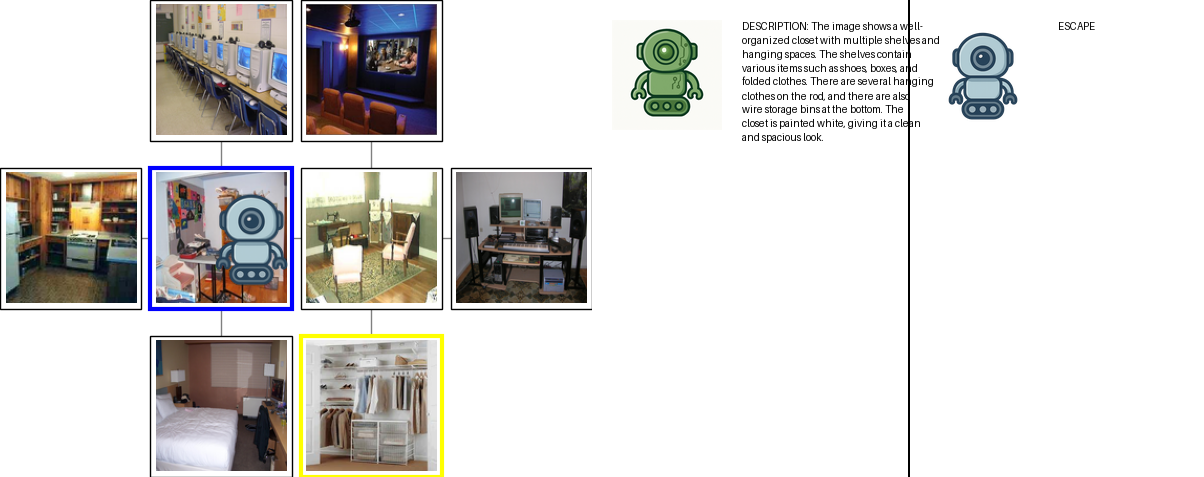 DESCRIPTION: The image shows a well-
organized closet with multiple shelves and
hanging spaces. The shelves contain
various items such as shoes, boxes, and
folded clothes. There are several hanging
clothes on the rod, and there are also
wire storage bins at the bottom. The
closet is painted white, giving it a clean
and spacious look.
ESCAPE